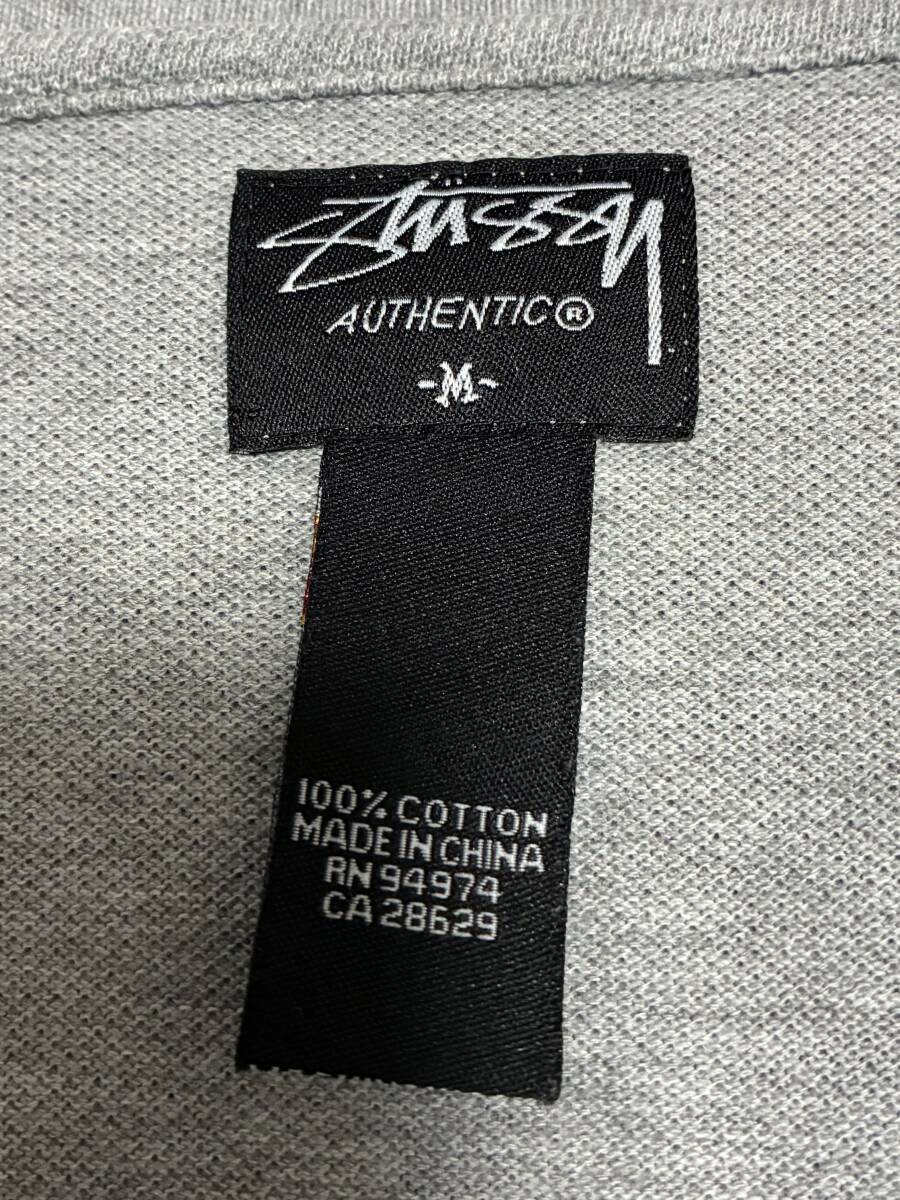 Stüssy
AUTHENTIC®
-M-
100% COTTON
MADE IN CHINA
RN 94974
CA 28629